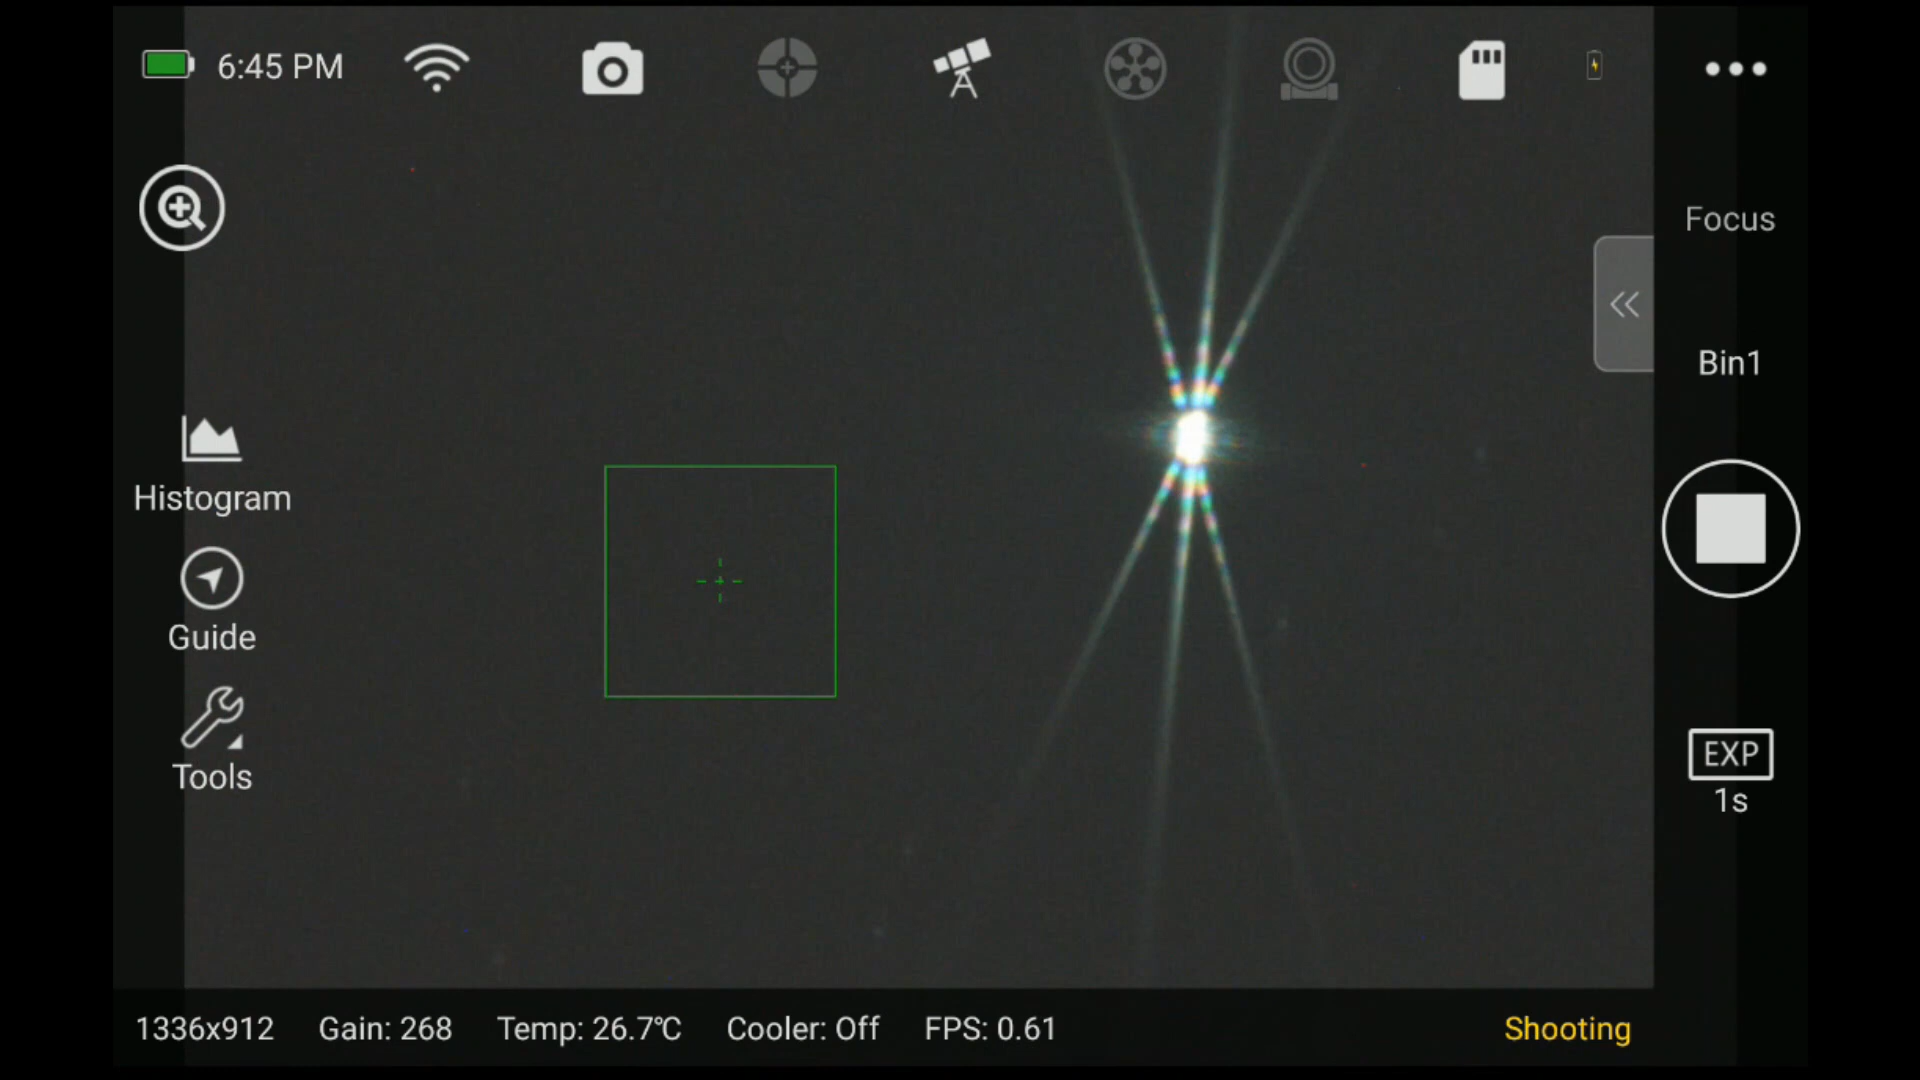 6:45 PM
Focus
Bin1
Histogram
Guide
Tools
EXP
1s
1336x912 Gain: 268 Temp: 26.7℃ Cooler: Off FPS: 0.61 Shooting